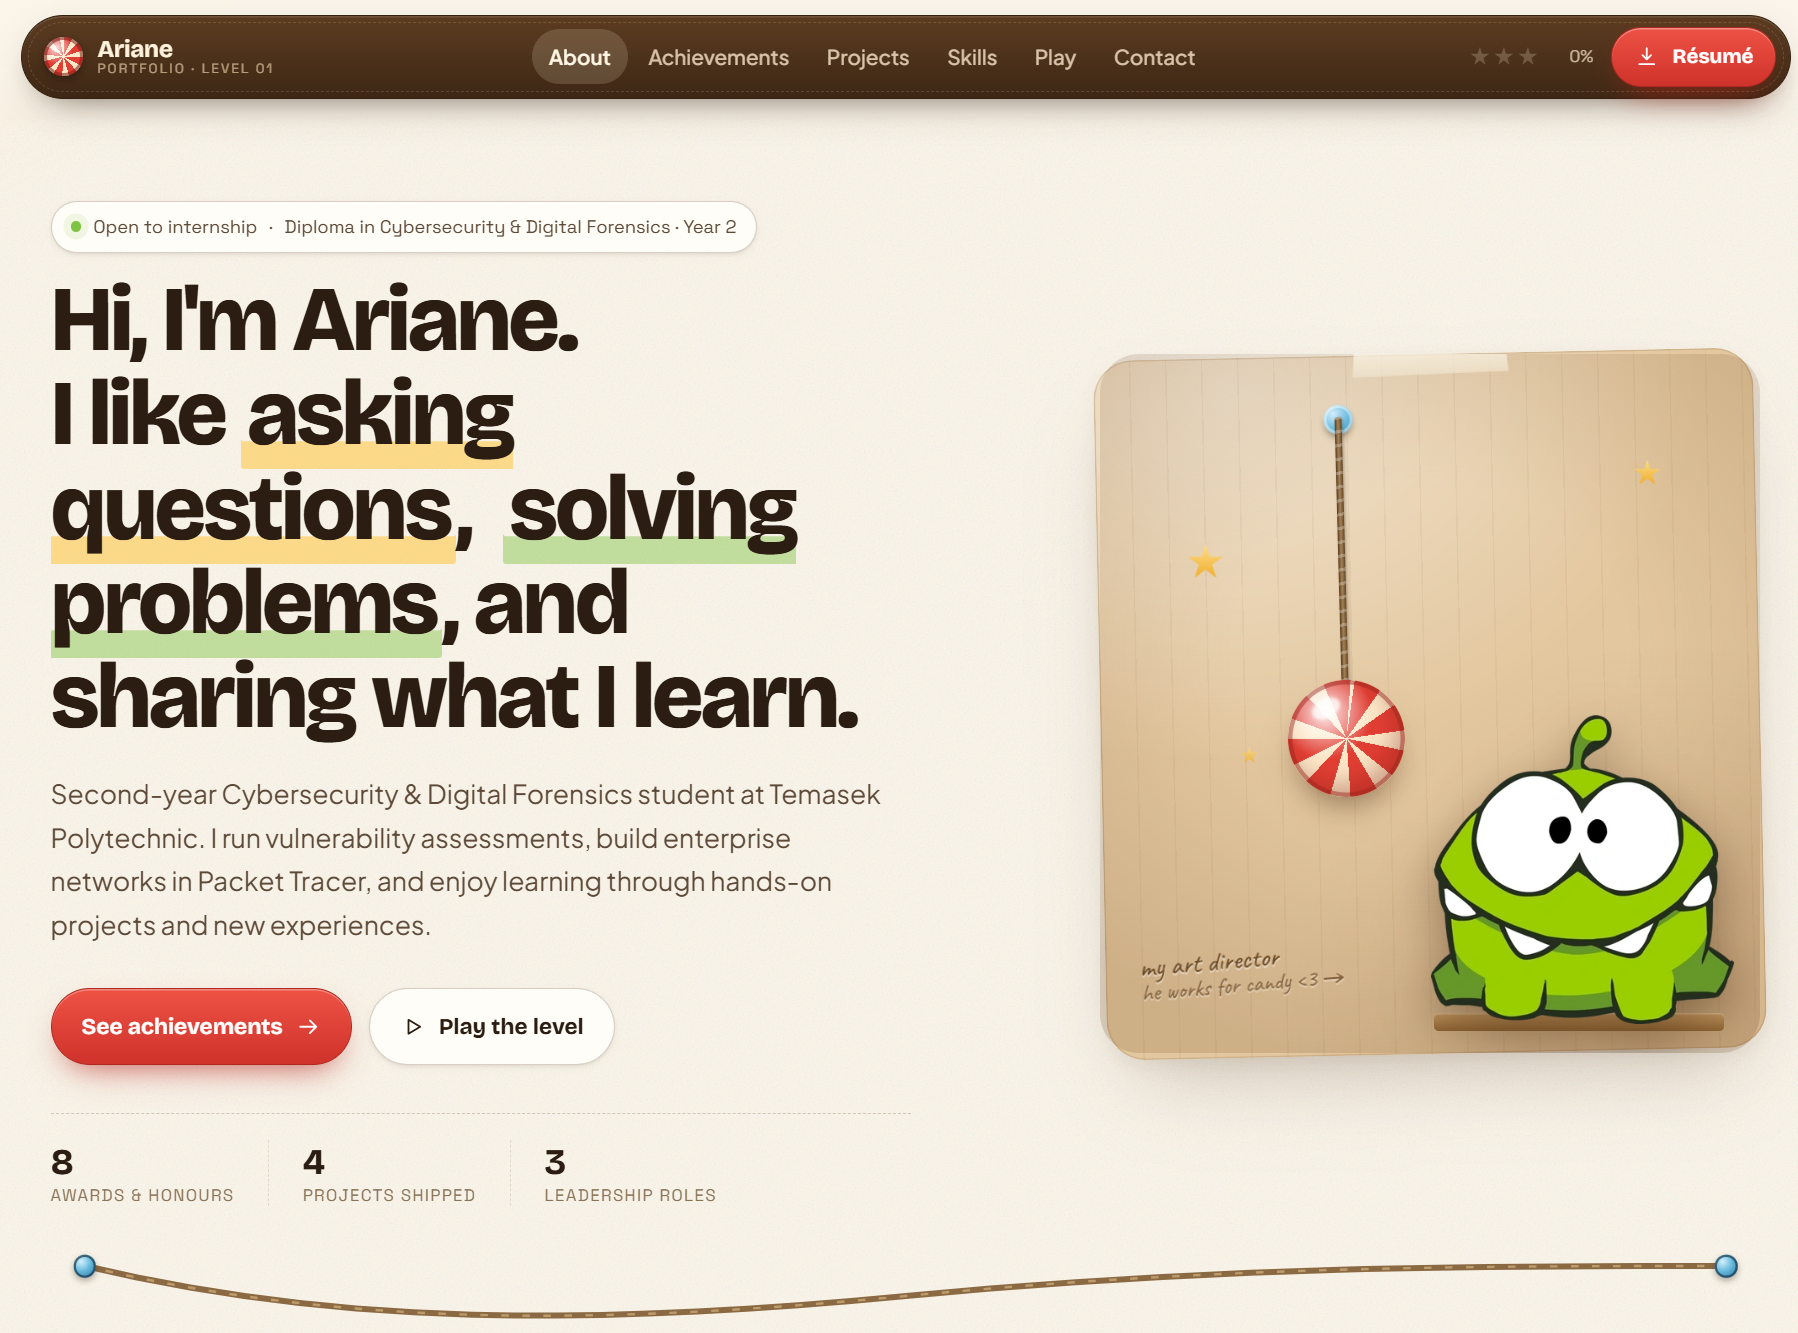 Ariane
PORTFOLIO · LEVEL 01
About
Achievements
Projects
Skills
Play
Contact
0%
Résumé
Open to internship · Diploma in Cybersecurity & Digital Forensics · Year 2
Hi, I'm Ariane.
I like asking
questions, solving
problems, and
sharing what I learn.
Second-year Cybersecurity & Digital Forensics student at Temasek
Polytechnic. I run vulnerability assessments, build enterprise
networks in Packet Tracer, and enjoy learning through hands-on
projects and new experiences.
See achievements →
Play the level
my art director
he works for candy <3 →
8
AWARDS & HONOURS
4
PROJECTS SHIPPED
3
LEADERSHIP ROLES